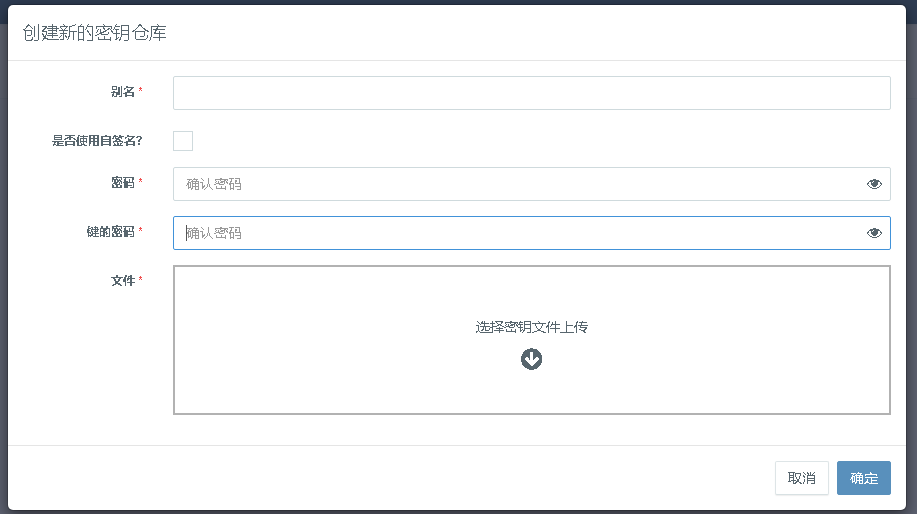 创建新的密钥仓库
别名 *
是否使用自签名?
密码 *
确认密码
健的密码 *
确认密码
文件 *
选择密钥文件上传
取消
确定